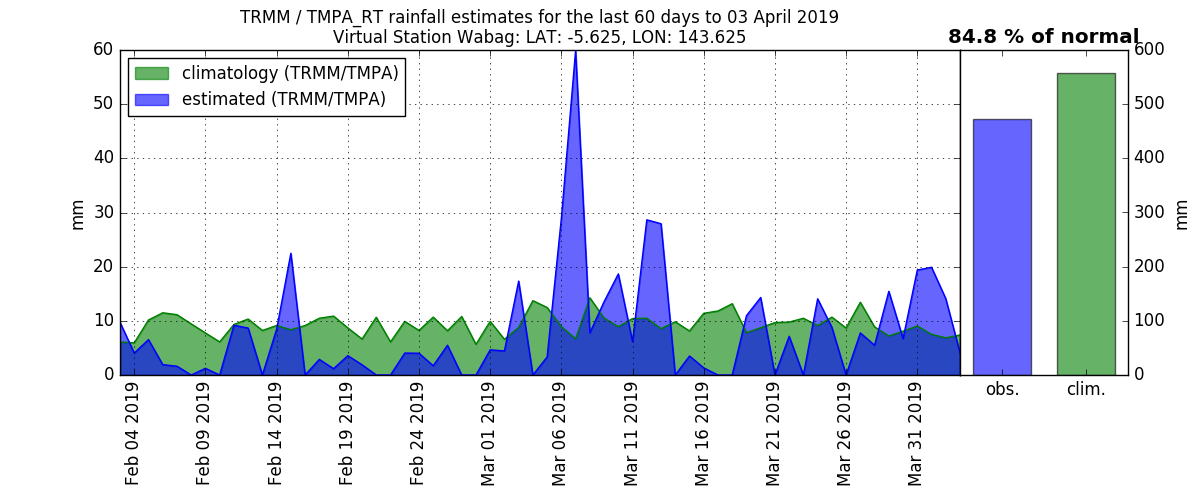 TRMM / TMPA_RT rainfall estimates for the last 60 days to 03 April 2019
Virtual Station Wabag: LAT: -5.625, LON: 143.625
84.8 % of normal
climatology (TRMM/TMPA)
estimated (TRMM/TMPA)
60
50
40
30
20
10
0
mm
Feb 04 2019
Feb 09 2019
Feb 14 2019
Feb 19 2019
Feb 24 2019
Mar 01 2019
Mar 06 2019
Mar 11 2019
Mar 16 2019
Mar 21 2019
Mar 26 2019
Mar 31 2019
obs.
clim.
600
500
400
300
200
100
0
mm